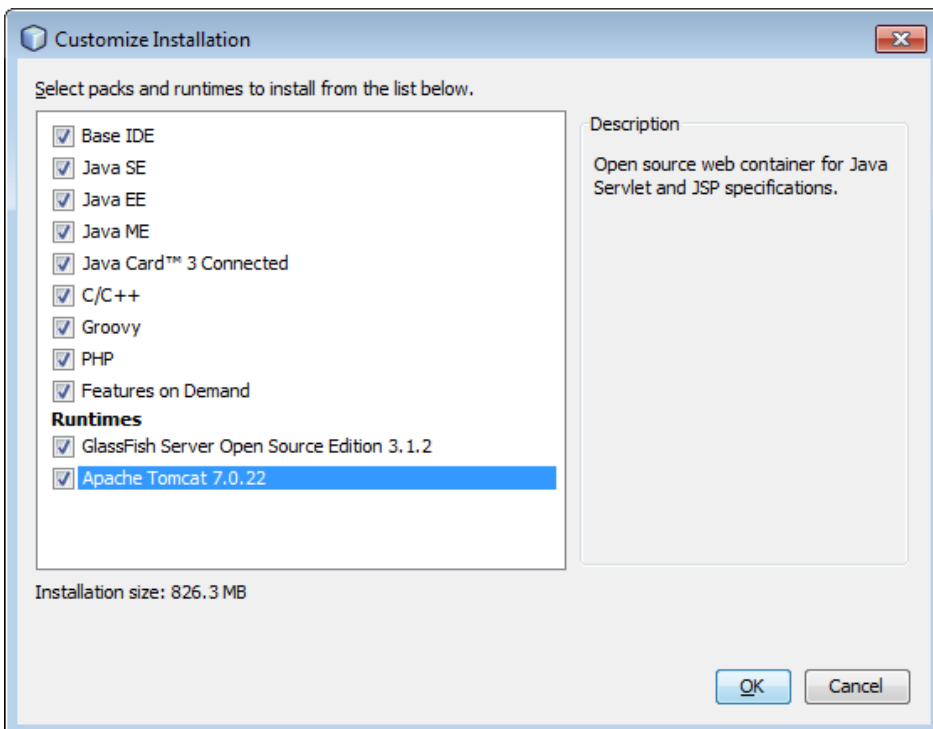 Customize Installation
Select packs and runtimes to install from the list below.
Base IDE
Java SE
Java EE
Java ME
Java Card™ 3 Connected
C/C++
Groovy
PHP
Features on Demand
Runtimes
GlassFish Server Open Source Edition 3.1.2
Apache Tomcat 7.0.22
Description
Open source web container for Java
Servlet and JSP specifications.
Installation size: 826.3 MB
OK
Cancel